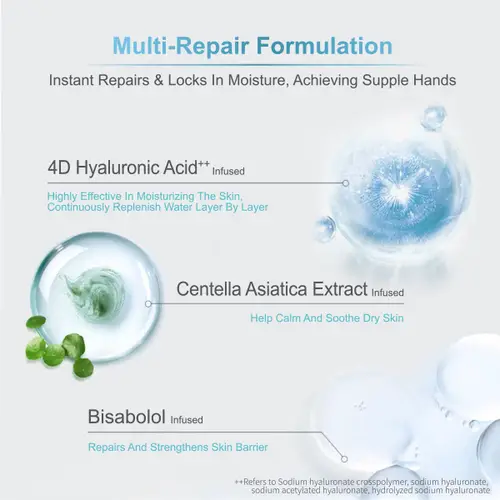 Multi-Repair Formulation
Instant Repairs & Locks In Moisture, Achieving Supple Hands
4D Hyaluronic Acid++ Infused
Highly Effective In Moisturizing The Skin,
Continuously Replenish Water Layer By Layer
Centella Asiatica Extract Infused
Help Calm And Soothe Dry Skin
Bisabolol Infused
Repairs And Strengthens Skin Barrier
++Refers to Sodium hyaluronate crosspolymer, sodium hyaluronate,
sodium acetylated hyaluronate, hydrolyzed sodium hyaluronate